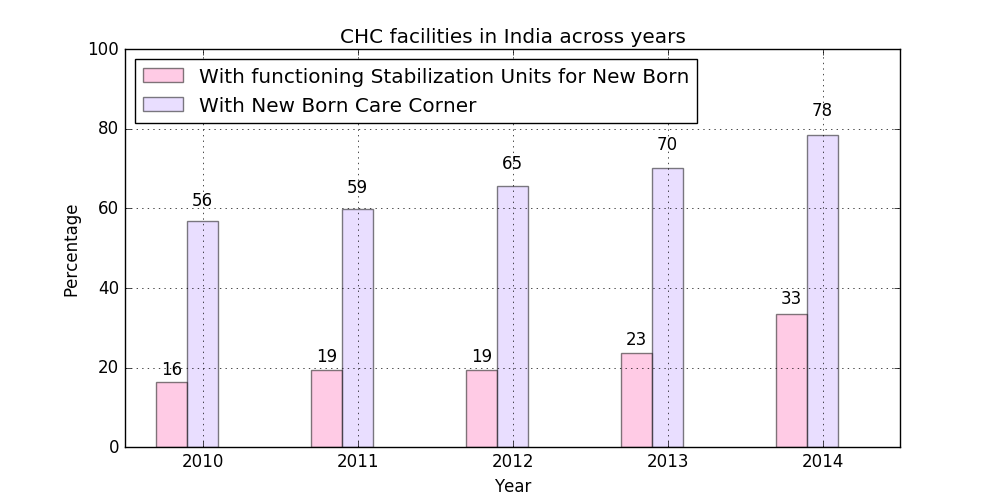 CHC facilities in India across years
With functioning Stabilization Units for New Born
With New Born Care Corner
Percentage
100
80
60
40
20
0
16
56
19
59
19
65
23
70
33
78
2010 2011 2012 2013 2014
Year